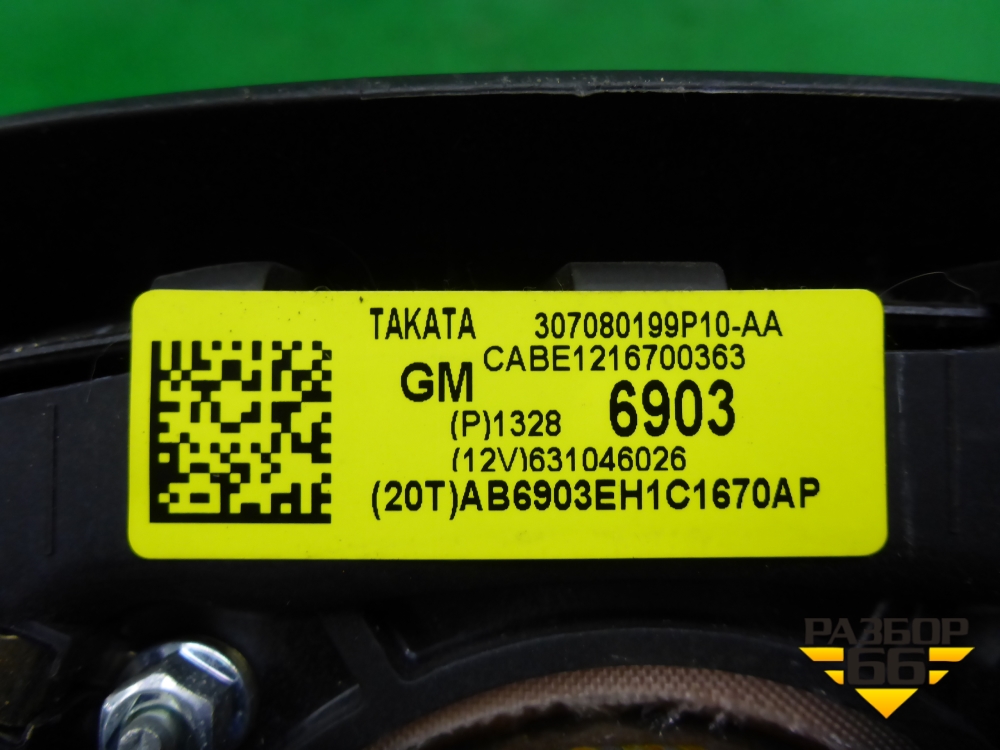 TAKATA 307080199P10-AA
CABE1216700363
GM
(P)1328 6903
(12V)631046026
(20T)AB6903EH1C1670AP
РАЗБОР
66